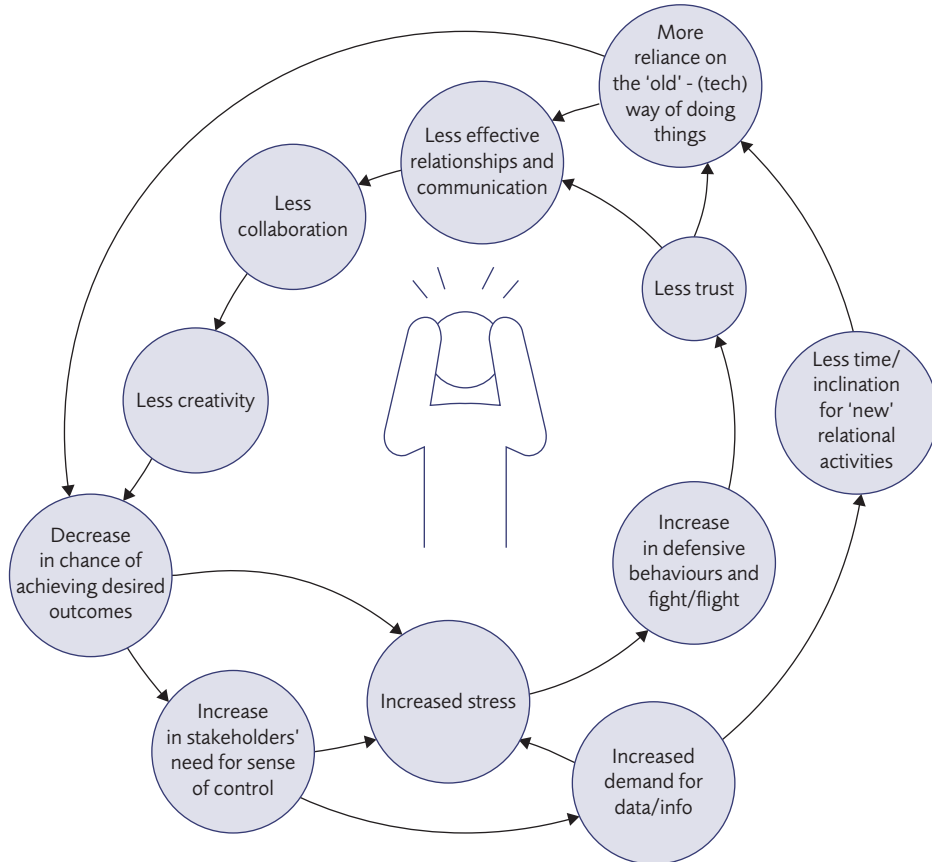 More
reliance on
the 'old' - (tech)
way of doing
things
Less effective
relationships and
communication
Less
collaboration
Less trust
Less creativity
Less time/
inclination
for 'new'
relational
activities
Decrease
in chance of
achieving desired
outcomes
Increase
in defensive
behaviours and
fight/flight
Increased stress
Increase
in stakeholders'
need for sense
of control
Increased
demand for
data/info